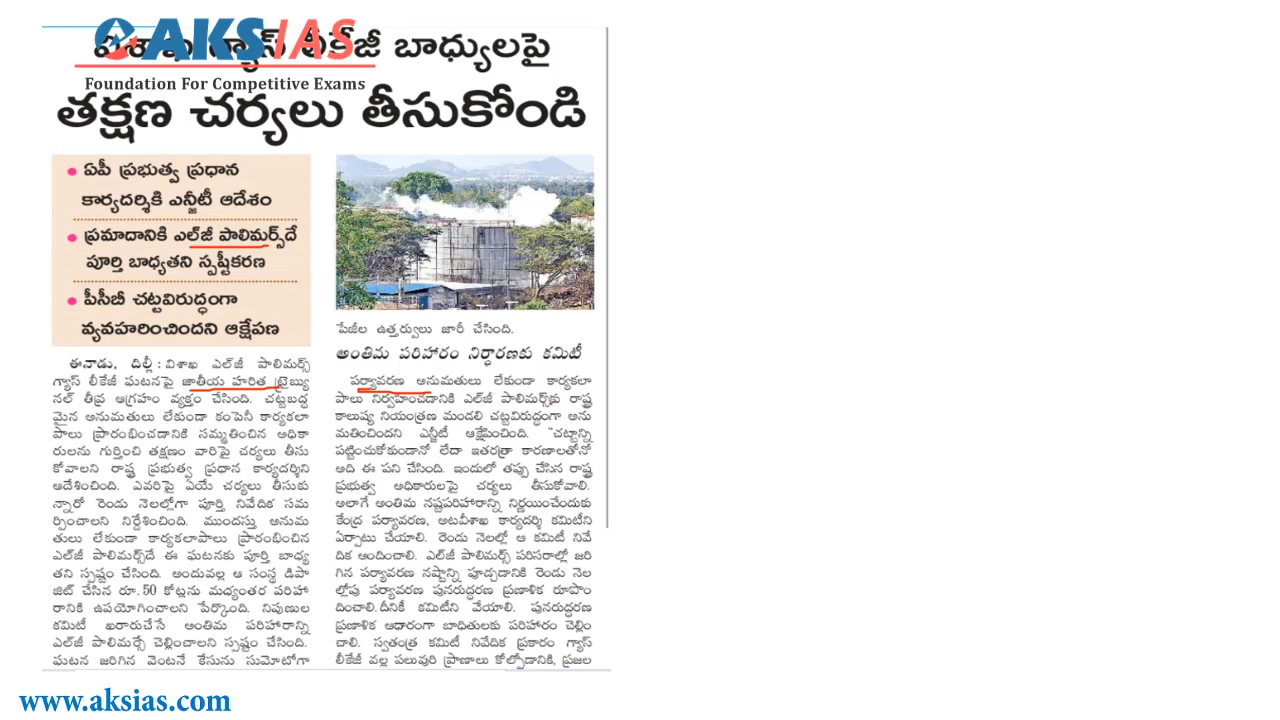 AKS IAS
Foundation For Competitive Exams
లీకేజీ బాధ్యులపై
తక్షణ చర్యలు తీసుకోండి
• ఏపీ ప్రభుత్వ ప్రధాన
కార్యదర్శికి ఎన్జీటీ ఆదేశం
• ప్రమాదానికి ఎల్‌జీ పాలిమర్స్‌దే
పూర్తి బాధ్యతని స్పష్టీకరణ
• పీసీబీ చట్టవిరుద్ధంగా
వ్యవహరించిందని ఆక్షేపణ
ఈనాడు, దిల్లీ: విశాఖ ఎల్‌జీ పాలిమర్స్
గ్యాస్ లీకేజీ ఘటనపై జాతీయ హరిత ట్రైబ్యు
నల్ తీవ్ర ఆగ్రహం వ్యక్తం చేసింది. చట్టబద్ధ
మైన అనుమతులు లేకుండా కంపెనీ కార్యకలా
పాలు ప్రారంభించడానికి సమ్మతించిన అధికా
రులను గుర్తించి తక్షణం వారిపై చర్యలు తీసు
కోవాలని రాష్ట్ర ప్రభుత్వ ప్రధాన కార్యదర్శిని
ఆదేశించింది. ఎవరిపై ఏయే చర్యలు తీసుకు
న్నారో రెండు నెలల్లోగా పూర్తి నివేదిక సమ
ర్పించాలని నిర్దేశించింది. ముందస్తు అనుమ
తులు లేకుండా కార్యకలాపాలు ప్రారంభించిన
ఎల్‌జీ పాలిమర్స్‌దే ఈ ఘటనకు పూర్తి బాధ్య
తని స్పష్టం చేసింది. అందువల్ల ఆ సంస్థ డిపా
జిట్ చేసిన రూ.50 కోట్లను మధ్యంతర పరిహా
రానికి ఉపయోగించాలని పేర్కొంది. నిపుణుల
కమిటీ ఖరారుచేసే అంతిమ పరిహారాన్ని
ఎల్‌జీ పాలిమర్సే చెల్లించాలని స్పష్టం చేసింది.
ఘటన జరిగిన వెంటనే కేసును సుమోటోగా
పేజీల ఉత్తర్వులు జారీ చేసింది.
అంతిమ పరిహారం నిర్ధారణకు కమిటీ
పర్యావరణ అనుమతులు లేకుండా కార్యకలా
పాలు నిర్వహించడానికి ఎల్‌జీ పాలిమర్స్‌కు రాష్ట్ర
కాలుష్య నియంత్రణ మండలి చట్టవిరుద్ధంగా అను
మతించిందని ఎన్జీటీ ఆక్షేపించింది. "చట్టాన్ని
పట్టించుకోకుండానో లేదా ఇతరత్రా కారణాలతోనో
అది ఈ పని చేసింది. ఇందులో తప్పు చేసిన రాష్ట్ర
ప్రభుత్వ అధికారులపై చర్యలు తీసుకోవాలి.
అలాగే అంతిమ నష్టపరిహారాన్ని నిర్ణయించేందుకు
కేంద్ర పర్యావరణ, అటవీశాఖ కార్యదర్శి కమిటీని
ఏర్పాటు చేయాలి. రెండు నెలల్లో ఆ కమిటీ నివే
దిక అందించాలి. ఎల్‌జీ పాలిమర్స్ పరిసరాల్లో జరి
గిన పర్యావరణ నష్టాన్ని పూడ్చడానికి రెండు నెల
ల్లోపు పర్యావరణ పునరుద్ధరణ ప్రణాళిక రూపొం
దించాలి.దీనికీ కమిటీని వేయాలి. పునరుద్ధరణ
ప్రణాళిక ఆధారంగా బాధితులకు పరిహారం చెల్లిం
చాలి. స్వతంత్ర కమిటీ నివేదిక ప్రకారం గ్యాస్
లీకేజీ వల్ల పలువురి ప్రాణాలు కోల్పోడానికి, ప్రజల
www.aksias.com